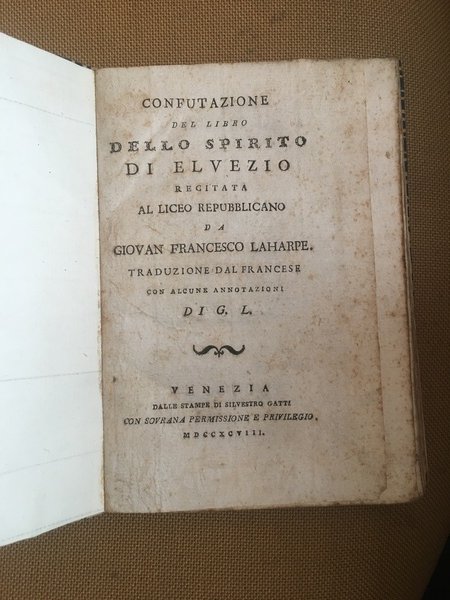 CONFUTAZIONE
DEL LIBRO
DELLO SPIRITO
DI ELVEZIO
RECITATA
AL LICEO REPUBBLICANO
DA
GIOVAN FRANCESCO LAHARPE.
TRADUZIONE DAL FRANCESE
CON ALCUNE ANNOTAZIONI
DI G. L.
VENEZIA
DALLE STAMPE DI SILVESTRO GATTI
CON SOVRANA PERMISSIONE E PRIVILEGIO.
MDCCXCVIII.